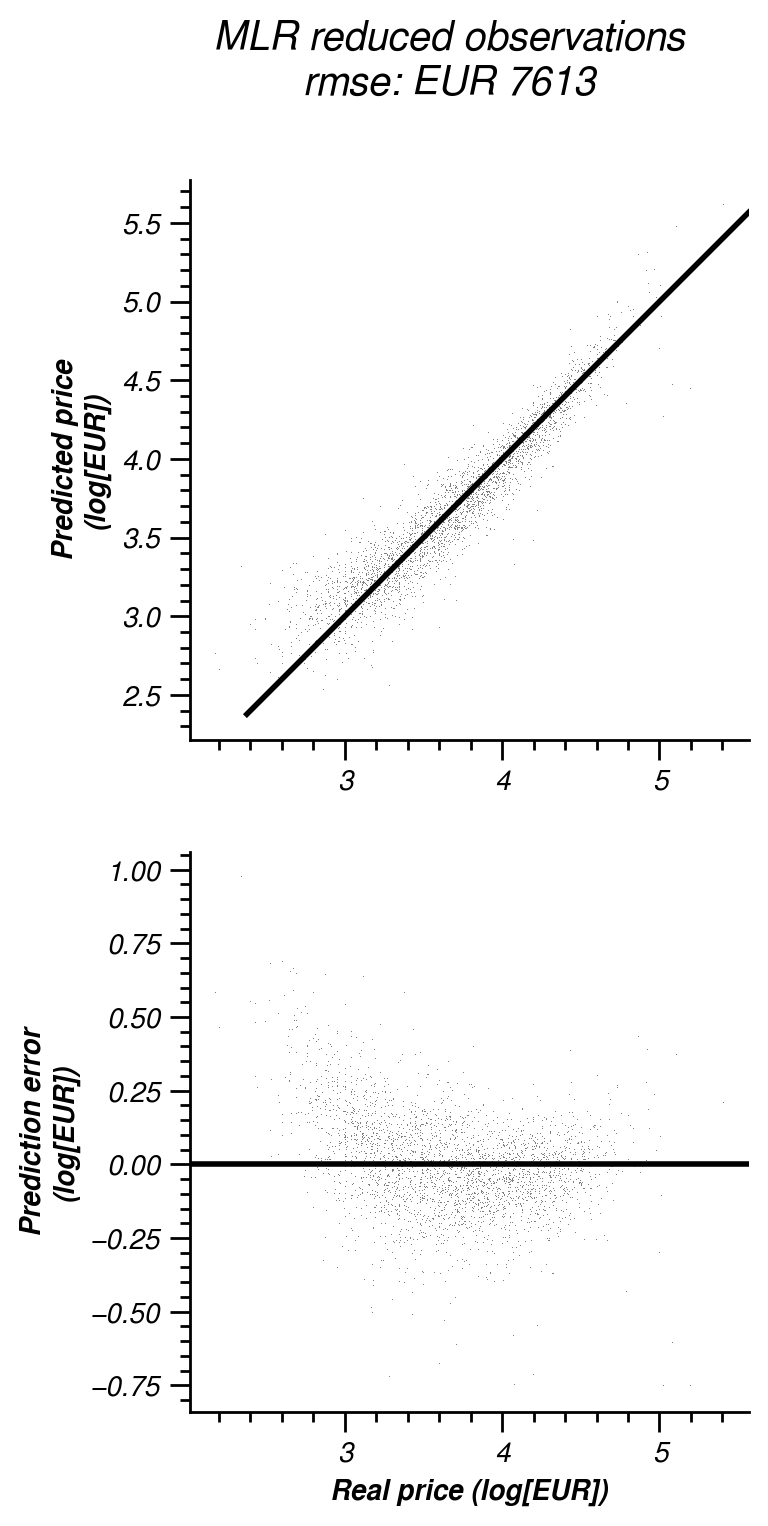 MLR reduced observations
rmse: EUR 7613
5.5
5.0
4.5
4.0
3.5
3.0
2.5
Predicted price
(log[EUR])
3 4 5
1.00
0.75
0.50
0.25
0.00
−0.25
−0.50
−0.75
Prediction error
(log[EUR])
3 4 5
Real price (log[EUR])